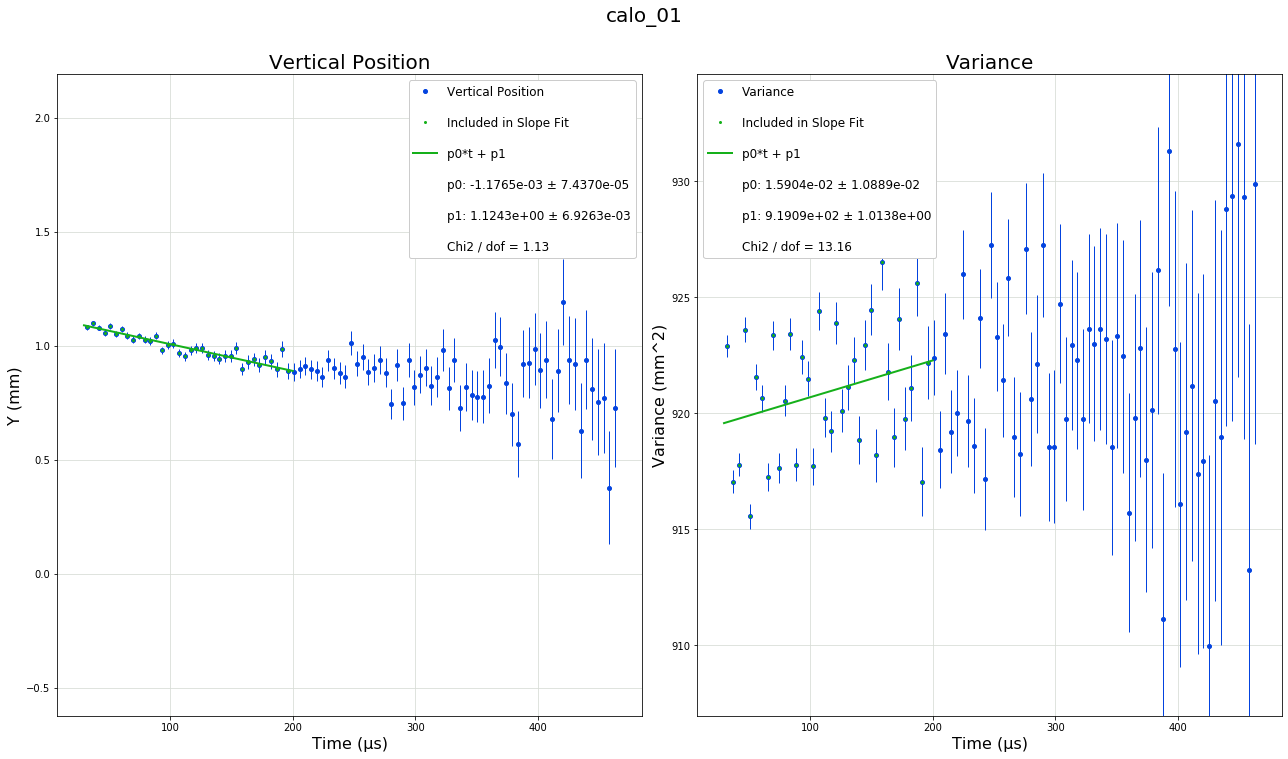 calo_01
Vertical Position
Vertical Position
Included in Slope Fit
p0*t + p1
p0: -1.1765e-03 ± 7.4370e-05
p1: 1.1243e+00 ± 6.9263e-03
Chi2 / dof = 1.13
Y (mm)
2.0
1.5
1.0
0.5
0.0
−0.5
100
200
300
400
Time (μs)
Variance
Variance
Included in Slope Fit
p0*t + p1
p0: 1.5904e-02 ± 1.0889e-02
p1: 9.1909e+02 ± 1.0138e+00
Chi2 / dof = 13.16
Variance (mm^2)
930
925
920
915
910
100
200
300
400
Time (μs)